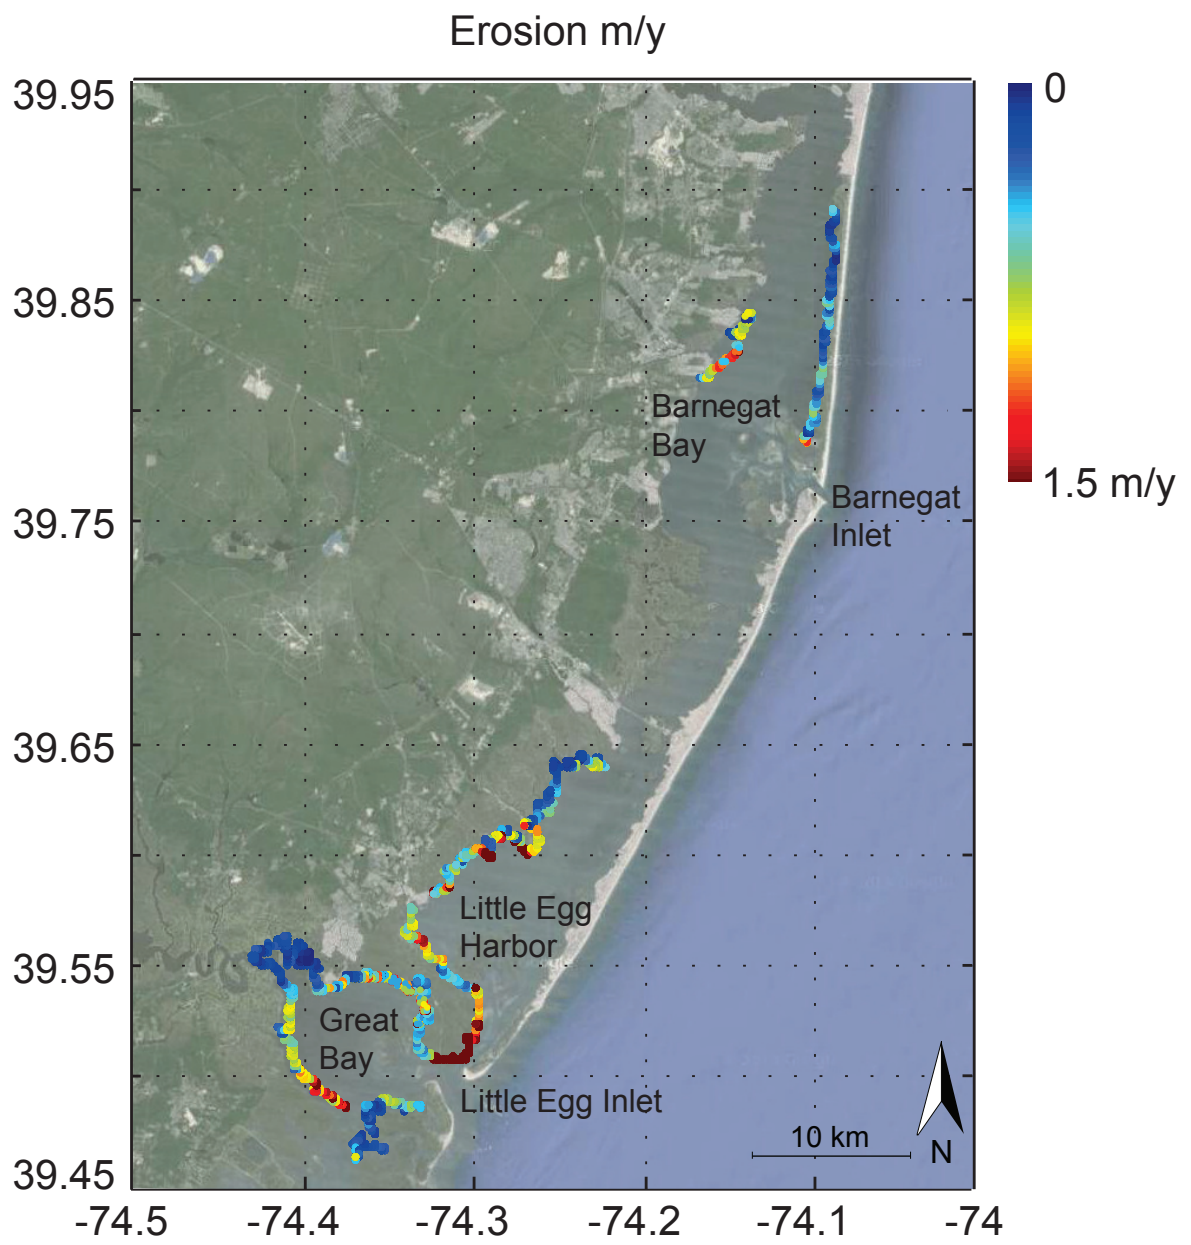 Erosion m/y
39.95
39.85
39.75
39.65
39.55
39.45
-74.5
-74.4
-74.3
-74.2
-74.1
-74
0
1.5 m/y
Barnegat
Bay
Barnegat
Inlet
Little Egg
Harbor
Great
Bay
Little Egg Inlet
10 km
N